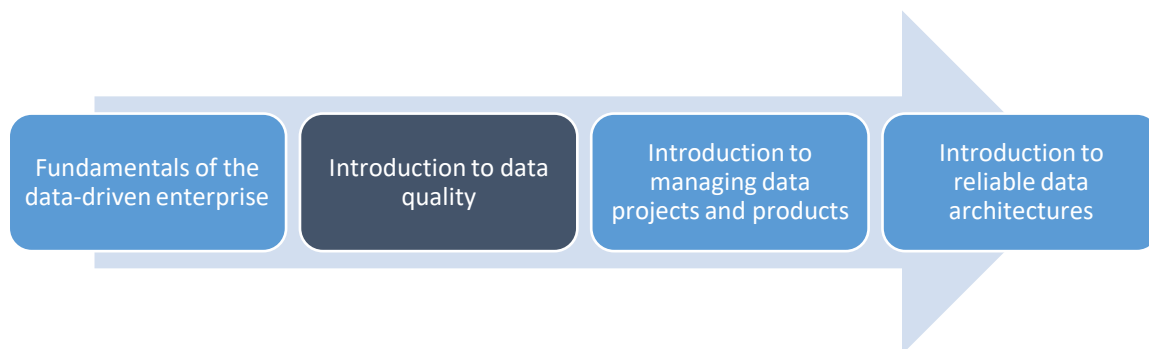 Fundamentals of the
data-driven enterprise
Introduction to data
quality
Introduction to
managing data
projects and products
Introduction to
reliable data
architectures